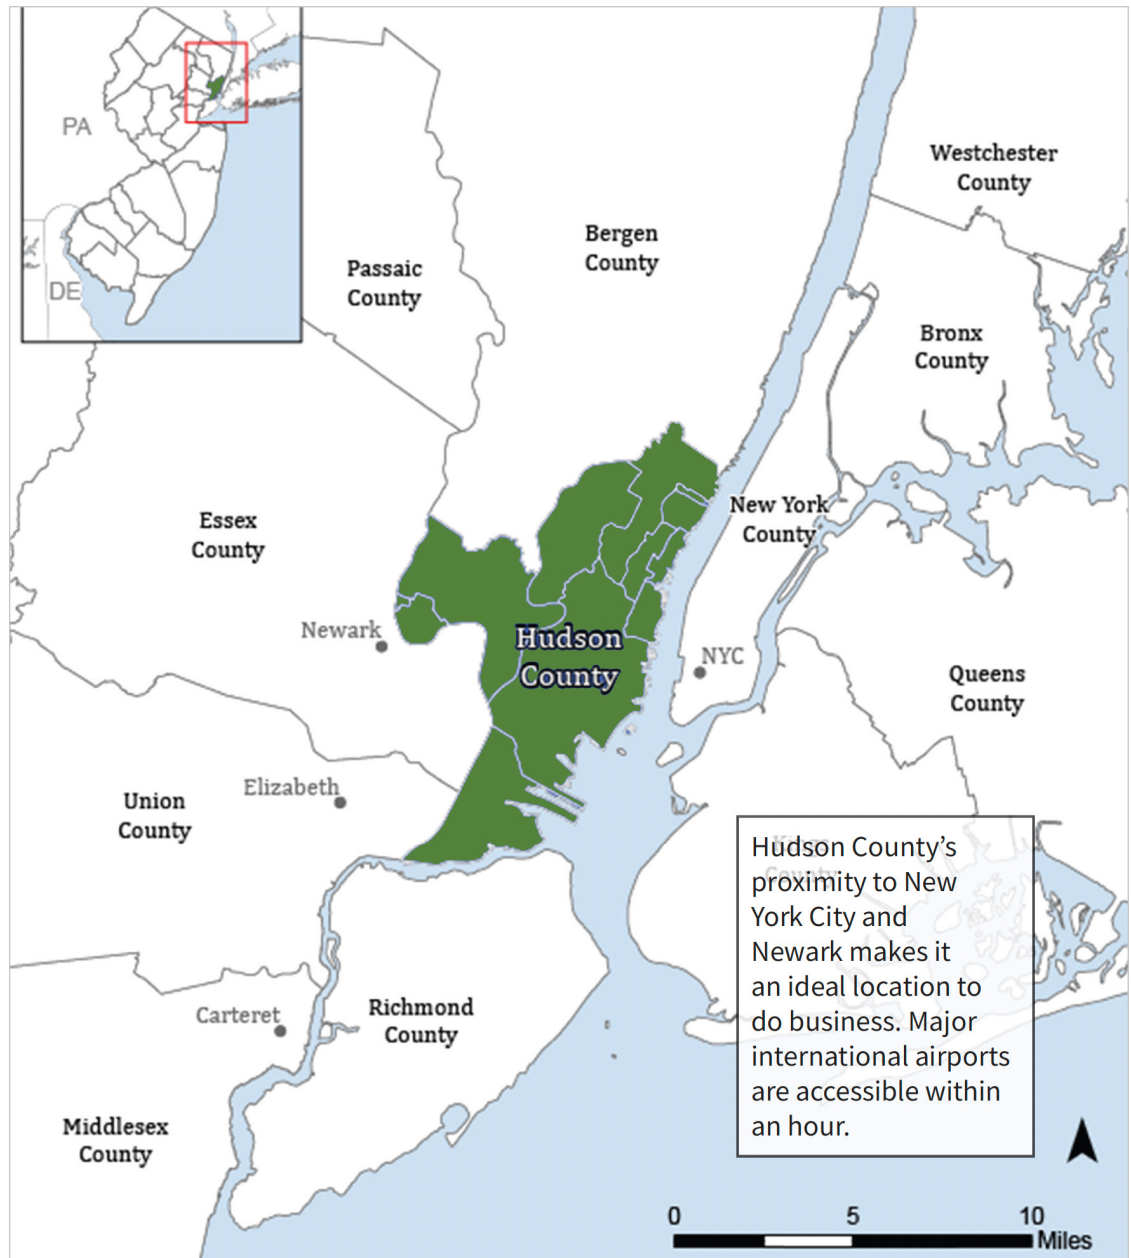 PA
DE
Westchester
County
Bergen
County
Passaic
County
Bronx
County
New York
County
Essex
County
Newark
Hudson
County
NYC
Queens
County
Elizabeth
Union
County
Kings
County
Hudson County’s
proximity to New
York City and
Newark makes it
an ideal location to
do business. Major
international airports
are accessible within
an hour.
Carteret
Richmond
County
Middlesex
County
0 5 10
Miles